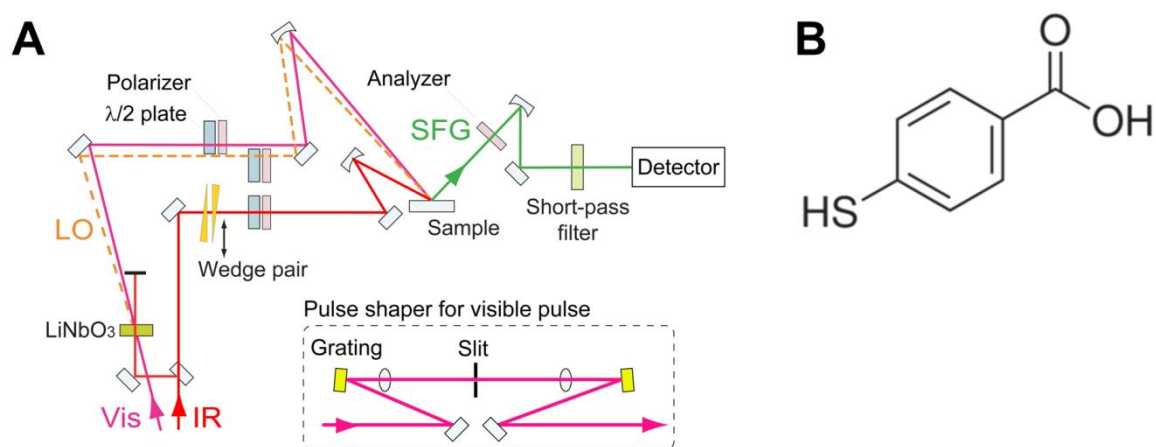 A
Polarizer
λ/2 plate
Analyzer
SFG
Detector
LO
Sample
Short-pass
filter
Wedge pair
LiNbO3
Vis
IR
Pulse shaper for visible pulse
Grating
Slit
B
O
OH
HS